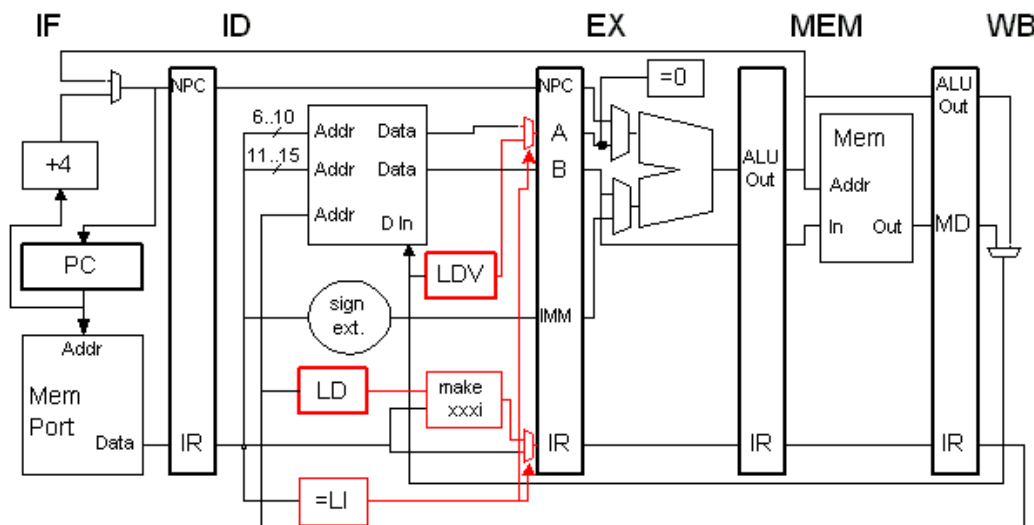 IF ID EX MEM WB
NPC NPC =0 ALU
Out
6..10
Addr Data
A
Mem
+4
11..15
Addr Data
B
ALU
Out
Addr
Addr
D In
In Out
MD
PC
LDV
sign
ext.
IMM
Addr
LD
make
xxxi
Mem
Port
Data
IR
IR
IR
IR
=LI